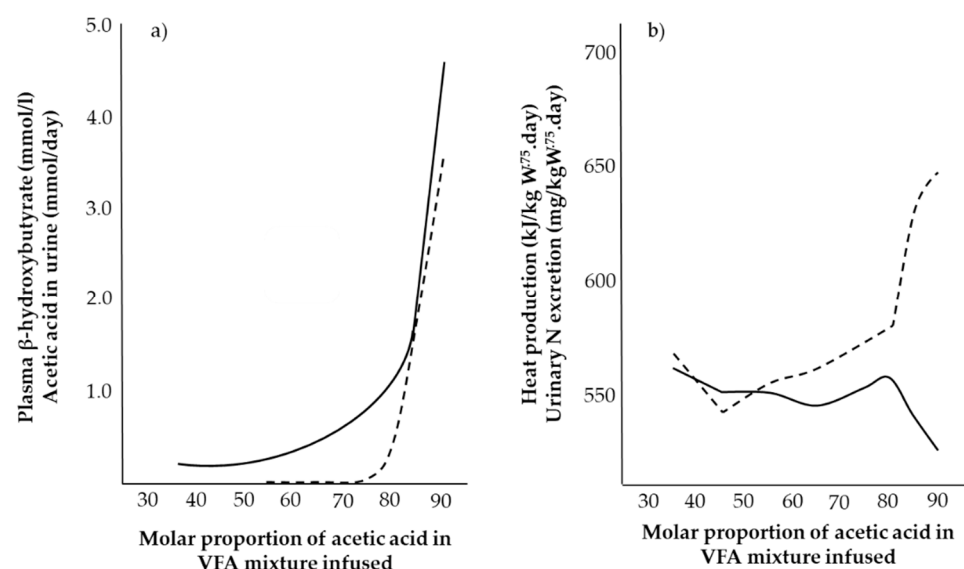 a)
Plasma β-hydroxybutyrate (mmol/l)
Acetic acid in urine (mmol/day)
5.0
4.0
3.0
2.0
1.0
30 40 50 60 70 80 90
Molar proportion of acetic acid in
VFA mixture infused
b)
Heat production (kJ/kg W.75.day)
Urinary N excretion (mg/kgW.75.day)
700
650
600
550
30 40 50 60 70 80 90
Molar proportion of acetic acid in
VFA mixture infused